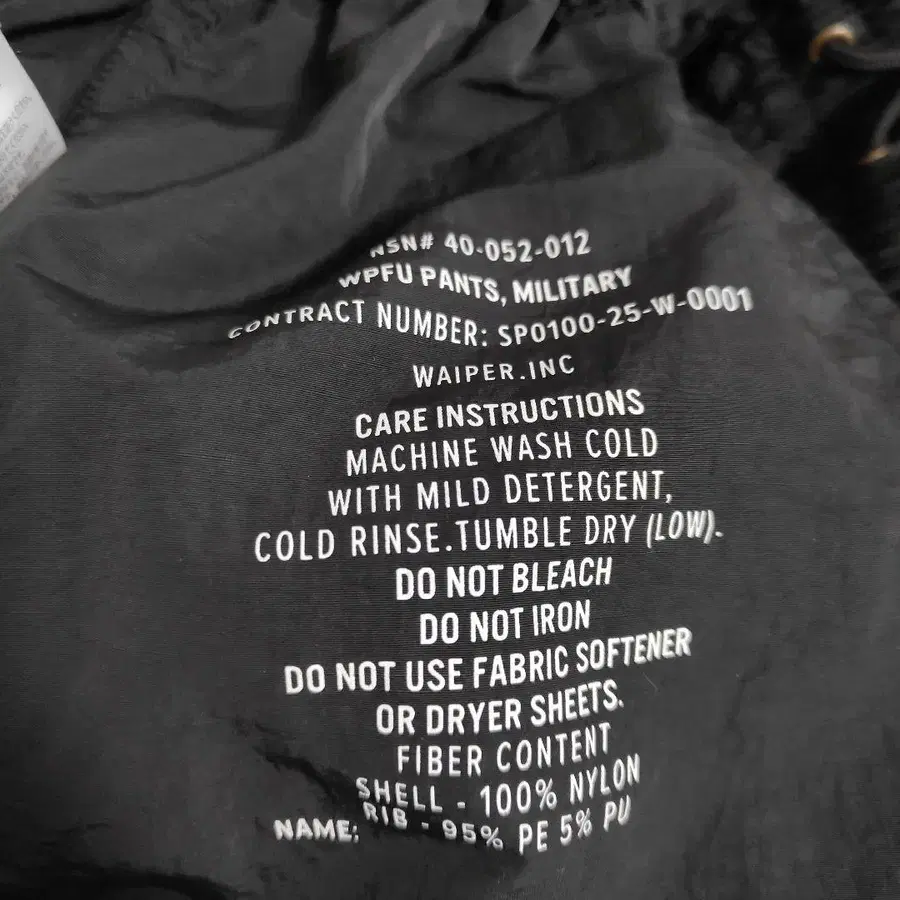 NSN# 40-052-012
WPFU PANTS, MILITARY
CONTRACT NUMBER: SP0100-25-W-0001
WAIPER.INC
CARE INSTRUCTIONS
MACHINE WASH COLD
WITH MILD DETERGENT,
COLD RINSE.TUMBLE DRY (LOW).
DO NOT BLEACH
DO NOT IRON
DO NOT USE FABRIC SOFTENER
OR DRYER SHEETS.
FIBER CONTENT
SHELL - 100% NYLON
RIB - 95% PE 5% PU
NAME: